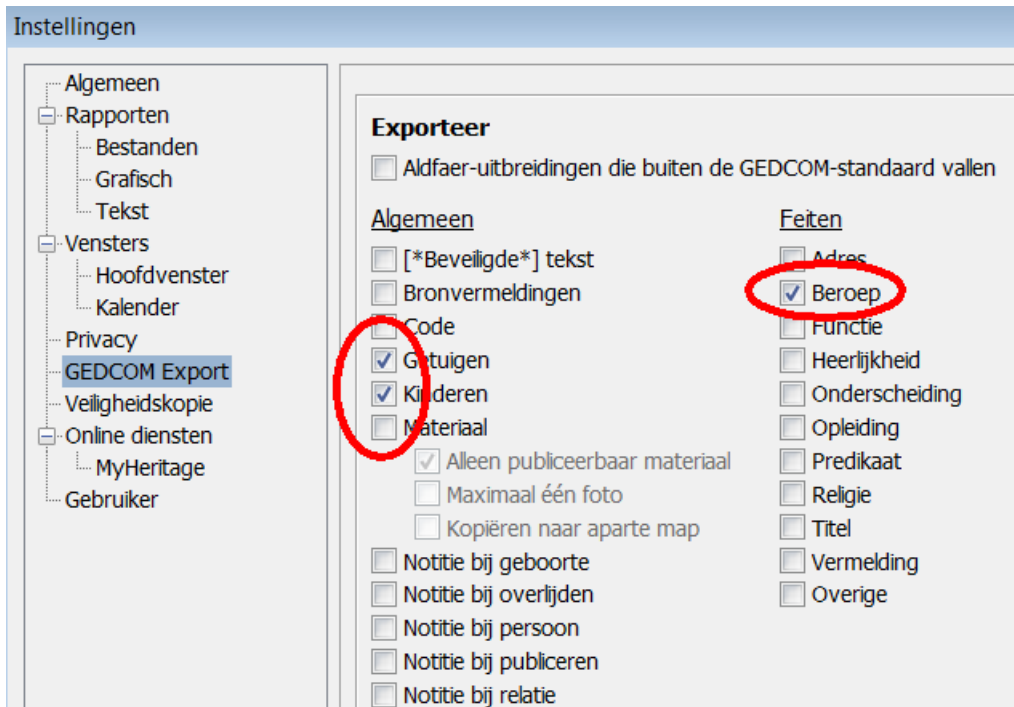 Instellingen
Algemeen
Rapporten
Bestanden
Grafisch
Tekst
Vensters
Hoofdvenster
Kalender
Privacy
GEDCOM Export
Veiligheidskopie
Online diensten
MyHeritage
Gebruiker
Exporteer
Aldfaer-uitbreidingen die buiten de GEDCOM-standaard vallen
Algemeen
[*Beveiligde*] tekst
Bronvermeldingen
Code
Getuigen
Kinderen
Materiaal
Alleen publiceerbaar materiaal
Maximaal één foto
Kopiëren naar aparte map
Notitie bij geboorte
Notitie bij overlijden
Notitie bij persoon
Notitie bij publiceren
Notitie bij relatie
Feiten
Adres
Beroep
Functie
Heerlijkheid
Onderscheiding
Opleiding
Predikaat
Religie
Titel
Vermelding
Overige